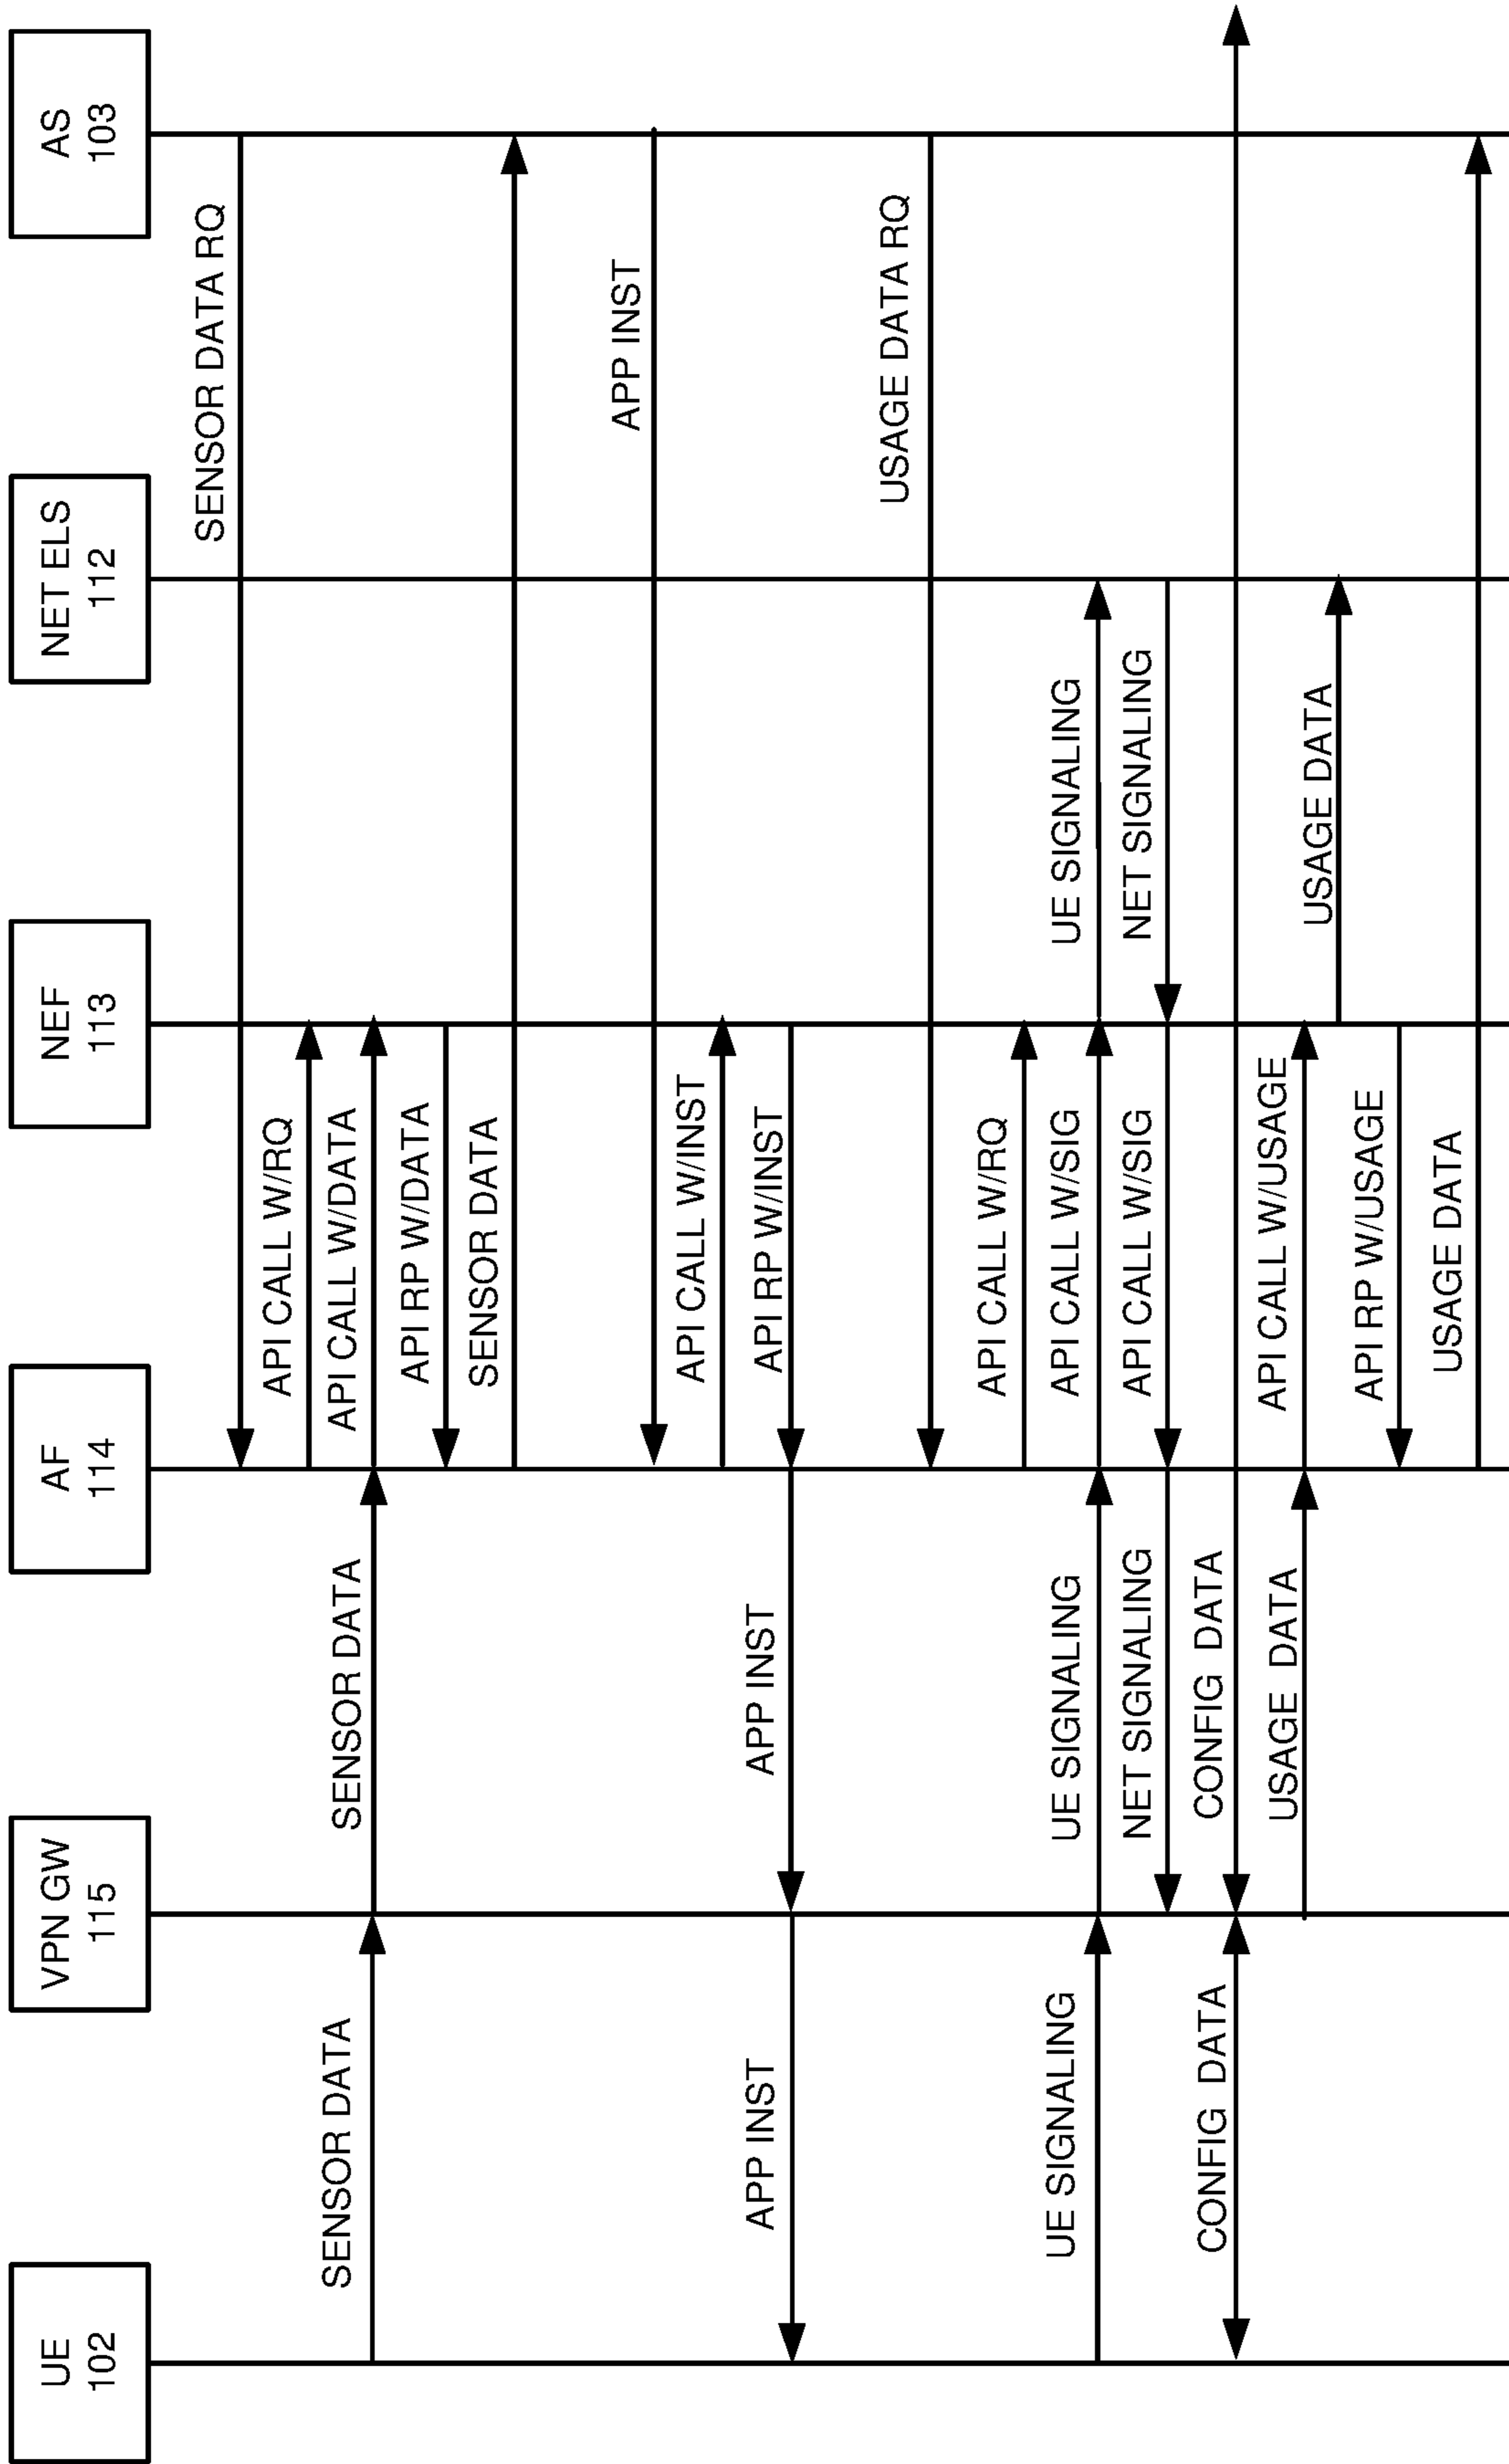 UE
102
VPN GW
115
AF
114
NEF
113
NET ELS
112
AS
103
SENSOR DATA RQ
API CALL W/RQ
SENSOR DATA
SENSOR DATA
API CALL W/DATA
API RP W/DATA
SENSOR DATA
APP INST
API CALL W/INST
APP INST
APP INST
API RP W/INST
USAGE DATA RQ
API CALL W/RQ
UE SIGNALING
UE SIGNALING
API CALL W/SIG
UE SIGNALING
NET SIGNALING
API CALL W/SIG
NET SIGNALING
CONFIG DATA
CONFIG DATA
USAGE DATA
API CALL W/USAGE
USAGE DATA
API RP W/USAGE
USAGE DATA